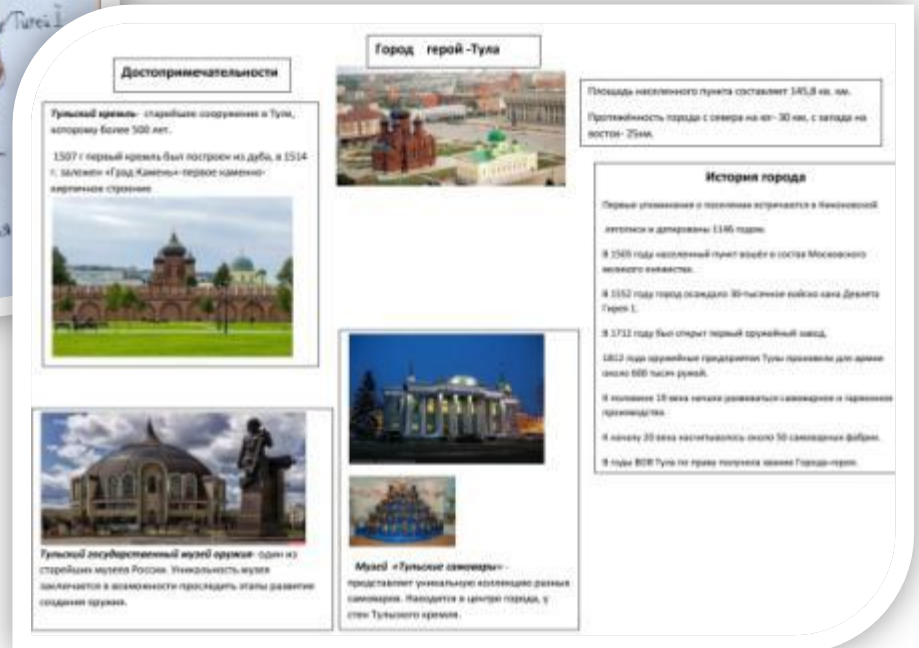 Гирей I
Город герой -Тула
Достопримечательности
Тульский кремль- старейшее сооружение в Туле,
которому более 500 лет.
1507 г первый кремль был построен из дуба, в 1514
г. заложен «Град Камень»-первое каменно-
кирпичное строение
Тульский государственный музей оружия- один из
старейших музеев России. Уникальность музея
заключается в возможности проследить этапы развития
создания оружия.
Музей «Тульские самовары» -
представляет уникальную коллекцию разных
самоваров. Находится в центре города, у
стен Тульского кремля.
Площадь населенного пункта составляет 145,8 кв. км.
Протяжённость города с севера на юг- 30 км, с запада на
восток- 25км.
История города
Первые упоминания о поселении встречаются в Никоновской
летописи и датированы 1146 годом.
В 1503 году населенный пункт вошёл в состав Московского
великого княжества.
В 1552 году город осаждало 30-тысячное войско хана Девлета
Гирея 1.
В 1712 году был открыт первый оружейный завод.
1812 года оружейные предприятия Тулы произвели для армии
около 600 тысяч ружей.
В половине 19 века начало развиваться самоварное и гармонное
производство.
К началу 20 века насчитывалось около 50 самоварных фабрик.
В годы ВОВ Тула по праву получила звание Города-героя.